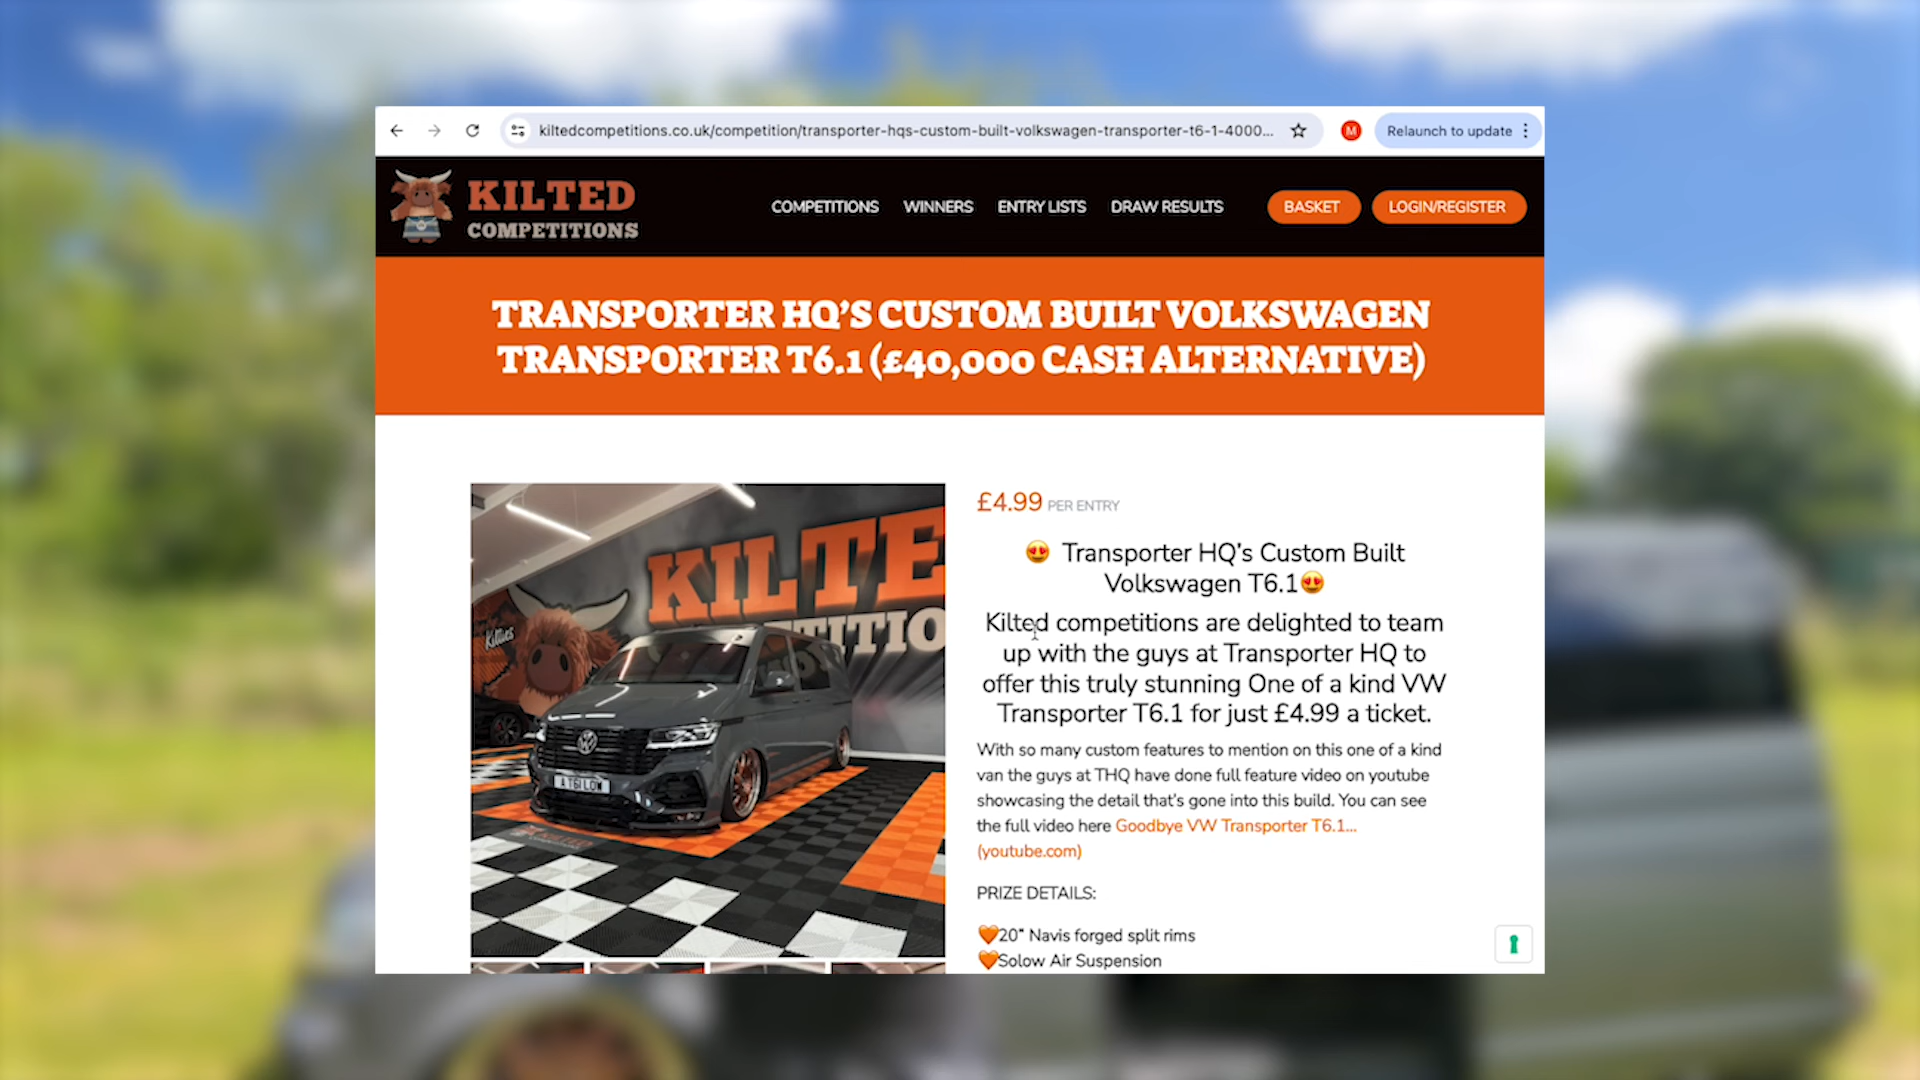 kiltedcompetitions.co.uk/competition/transporter-hqs-custom-built-volkswagen-transporter-t6-1-4000...
M
Relaunch to update
KILTED
COMPETITIONS
COMPETITIONS
WINNERS
ENTRY LISTS
DRAW RESULTS
BASKET
LOGIN/REGISTER
TRANSPORTER HQ'S CUSTOM BUILT VOLKSWAGEN
TRANSPORTER T6.1 (£40,000 CASH ALTERNATIVE)
KILTE
TITIO
Kilties
A T61 LOW
£4.99 PER ENTRY
😍 Transporter HQ's Custom Built
Volkswagen T6.1😍
Kilted competitions are delighted to team
up with the guys at Transporter HQ to
offer this truly stunning One of a kind VW
Transporter T6.1 for just £4.99 a ticket.
With so many custom features to mention on this one of a kind
van the guys at THQ have done full feature video on youtube
showcasing the detail that's gone into this build. You can see
the full video here Goodbye VW Transporter T6.1...
(youtube.com)
PRIZE DETAILS:
🧡20" Navis forged split rims
🧡Solow Air Suspension